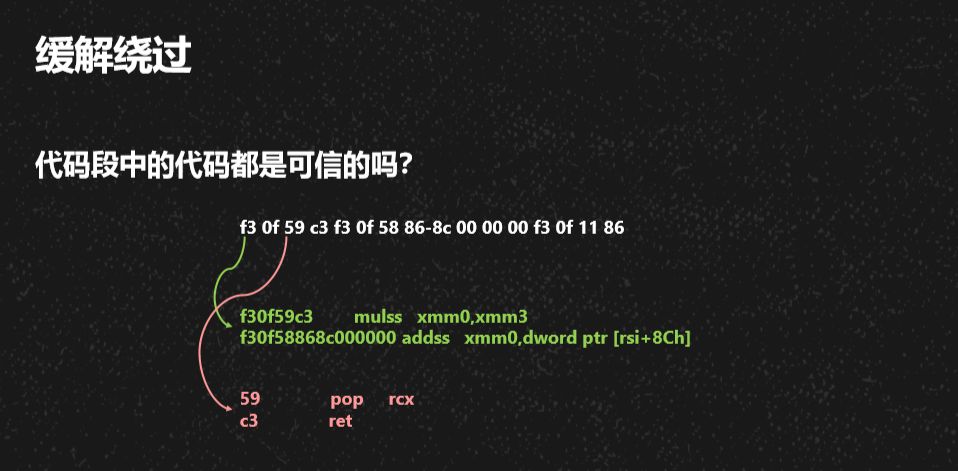 缓解绕过
代码段中的代码都是可信的吗?
f3 0f 59 c3 f3 0f 58 86-8c 00 00 00 f3 0f 11 86
f30f59c3 mulss xmm0,xmm3
f30f58868c000000 addss xmm0,dword ptr [rsi+8Ch]
59 pop rcx
c3 ret